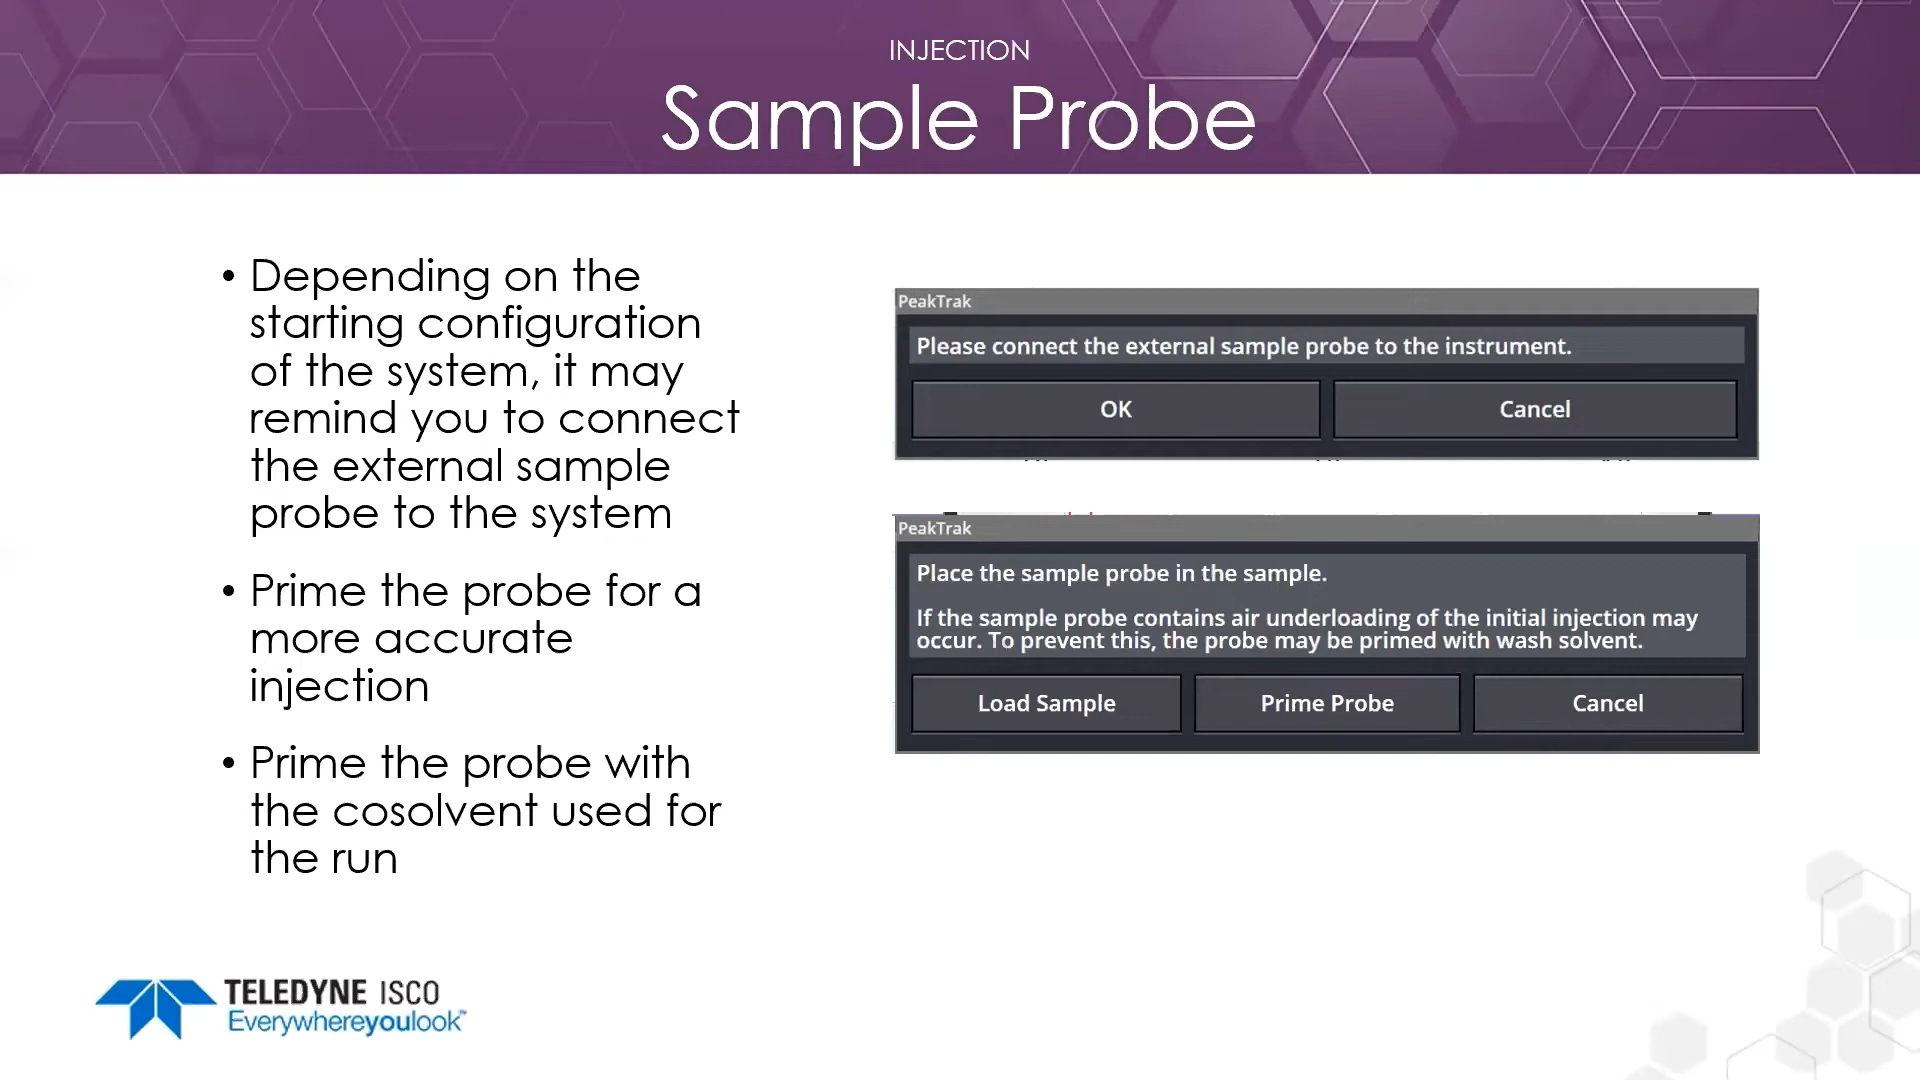 INJECTION
Sample Probe
• Depending on the
starting configuration
of the system, it may
remind you to connect
the external sample
probe to the system
• Prime the probe for a
more accurate
injection
• Prime the probe with
the cosolvent used for
the run
PeakTrak
Please connect the external sample probe to the instrument.
OK
Cancel
PeakTrak
Place the sample probe in the sample.
If the sample probe contains air underloading of the initial injection may
occur. To prevent this, the probe may be primed with wash solvent.
Load Sample
Prime Probe
Cancel
TELEDYNE ISCO
Everywhereyoulook™